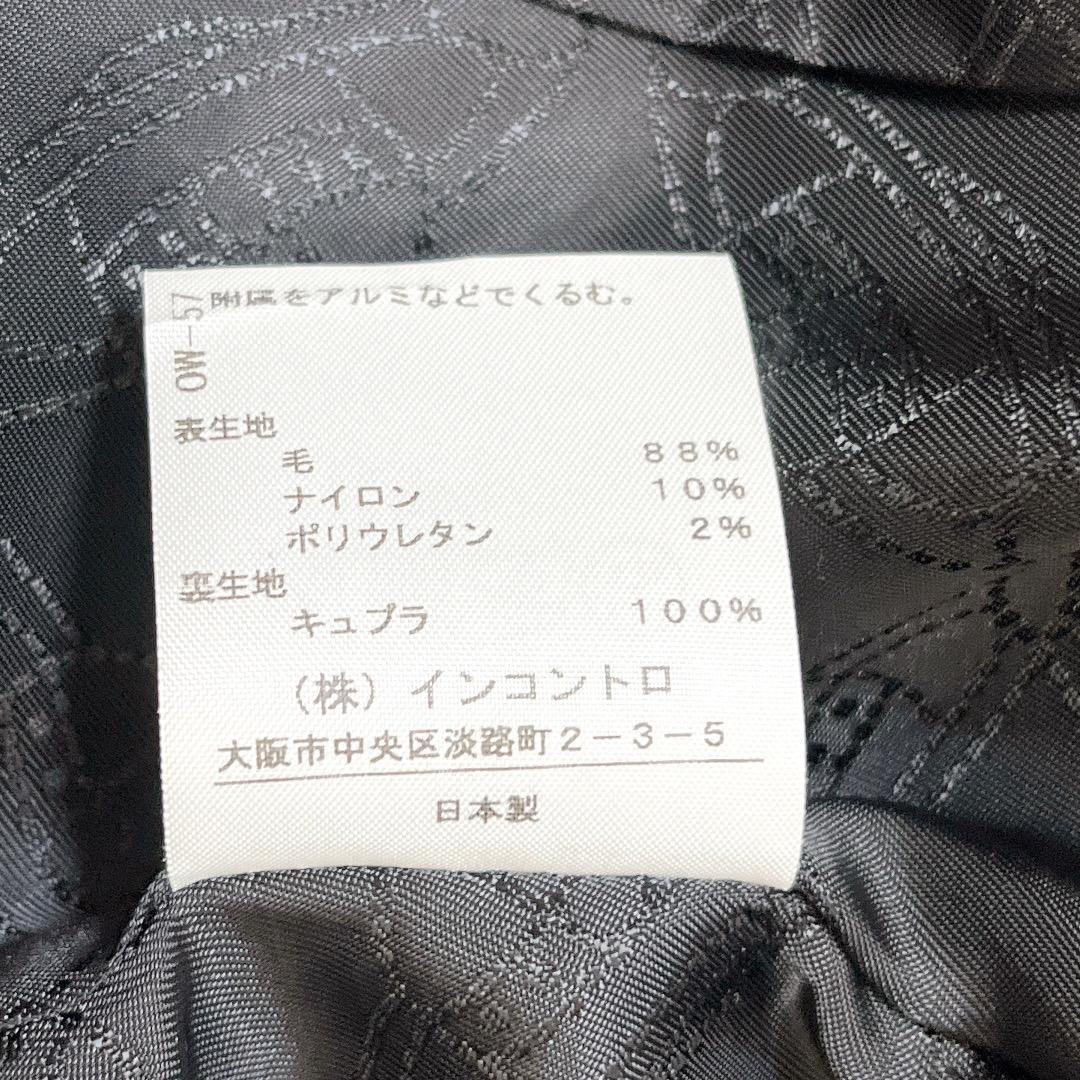 附属をアルミなどでくるむ。
OW-57
表生地
毛 88%
ナイロン 10%
ポリウレタン 2%
裏生地
キュプラ 100%
(株)インコントロ
大阪市中央区淡路町2-3-5
日本製